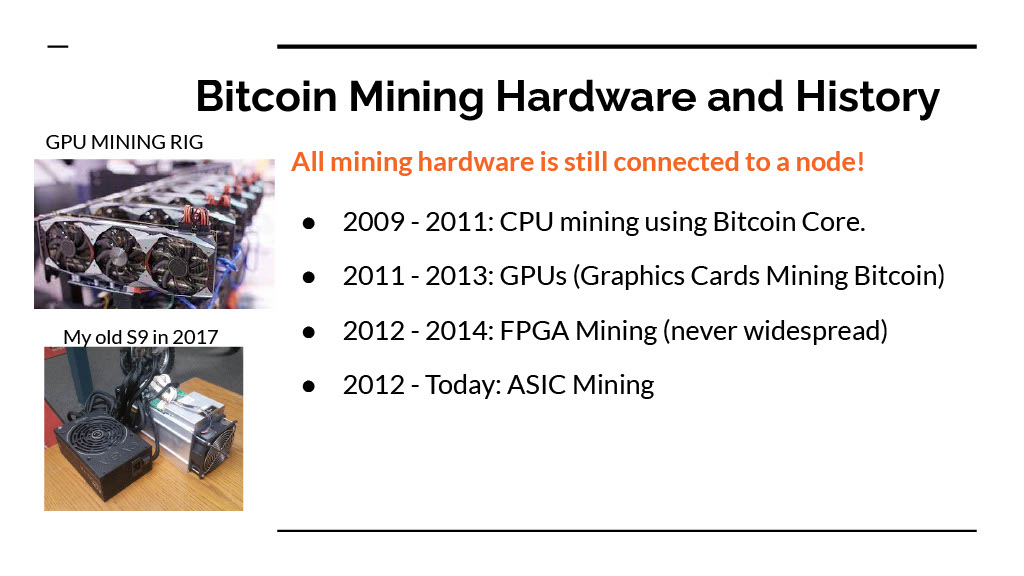 Bitcoin Mining Hardware and History
GPU MINING RIG
All mining hardware is still connected to a node!
● 2009 - 2011: CPU mining using Bitcoin Core.
● 2011 - 2013: GPUs (Graphics Cards Mining Bitcoin)
● 2012 - 2014: FPGA Mining (never widespread)
● 2012 - Today: ASIC Mining
My old S9 in 2017